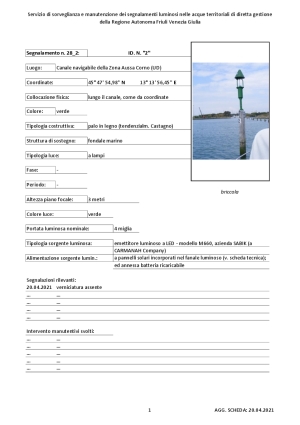 Servizio di sorveglianza e manutenzione dei segnalamenti luminosi nelle acque territoriali di diretta gestione
della Regione Autonoma Friuli Venezia Giulia
Segnalamento n. 28_2: ID. N. "2"
Luogo: Canale navigabile della Zona Aussa Corno (UD)
Coordinate: 45° 47' 54,98" N 13° 13' 56,45" E
Collocazione fisica: lungo il canale, come da coordinate
Colore: verde
Tipologia costruttiva: palo in legno (tendenzialm. Castagno)
Struttura di sostegno: fondale marino
Tipologia luce: a lampi
Fase: -
Periodo: -
briccole
Altezza piano focale: 3 metri
Colore luce: verde
Portata luminosa nominale: 4 miglia
Tipologia sorgente luminosa: emettitore luminoso a LED - modello M660, azienda SABIK (a
CARMANAH Company)
Alimentazione sorgente lumin.: a pannelli solari incorporati nel fanale luminoso (v. scheda tecnica);
ed annessa batteria ricaricabile
Segnalazioni rilevanti:
20.04.2021 verniciatura assente
... ...
... ...
... ...
... ...
Intervento manutentivi svolti:
... ...
... ...
... ...
... ...
... ...
1 AGG. SCHEDA: 20.04.2021